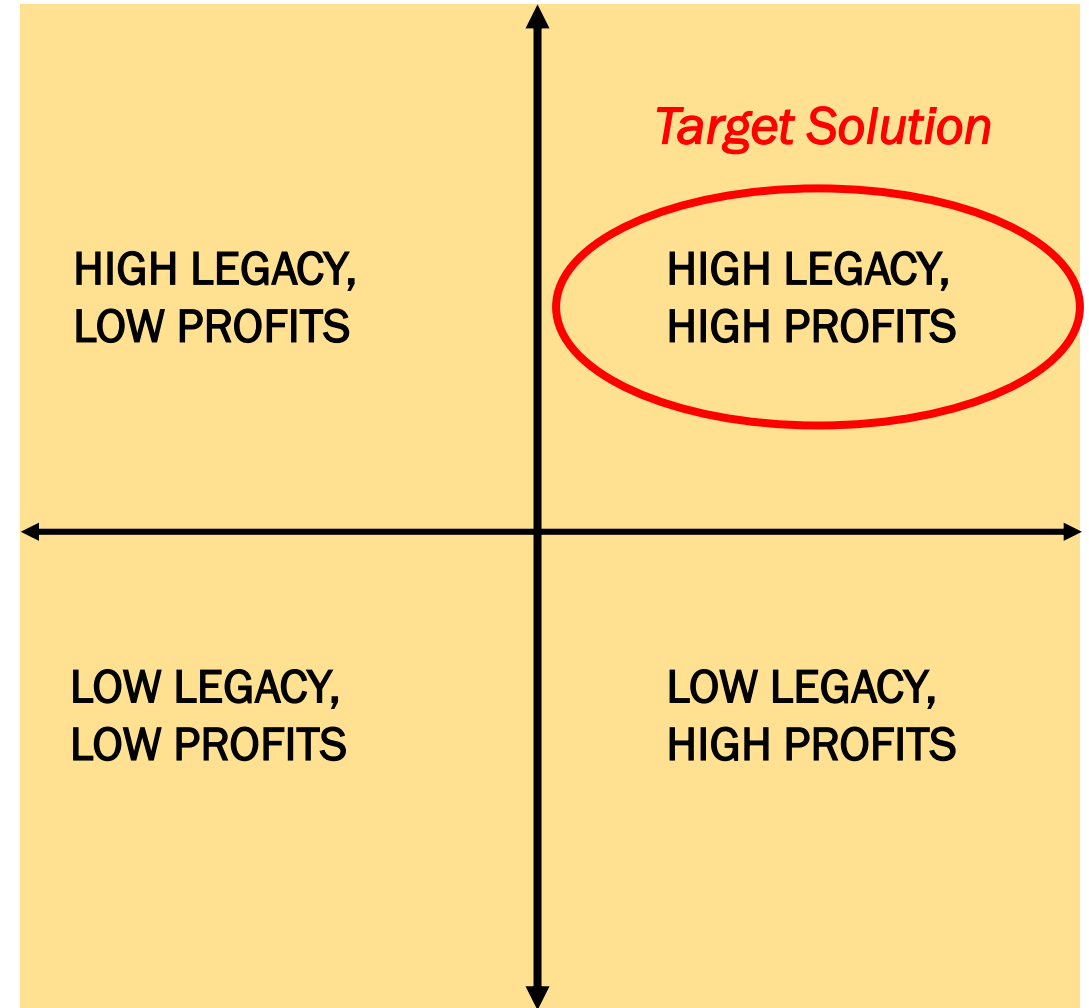 Target Solution
HIGH LEGACY,
LOW PROFITS
HIGH LEGACY,
HIGH PROFITS
LOW LEGACY,
LOW PROFITS
LOW LEGACY,
HIGH PROFITS